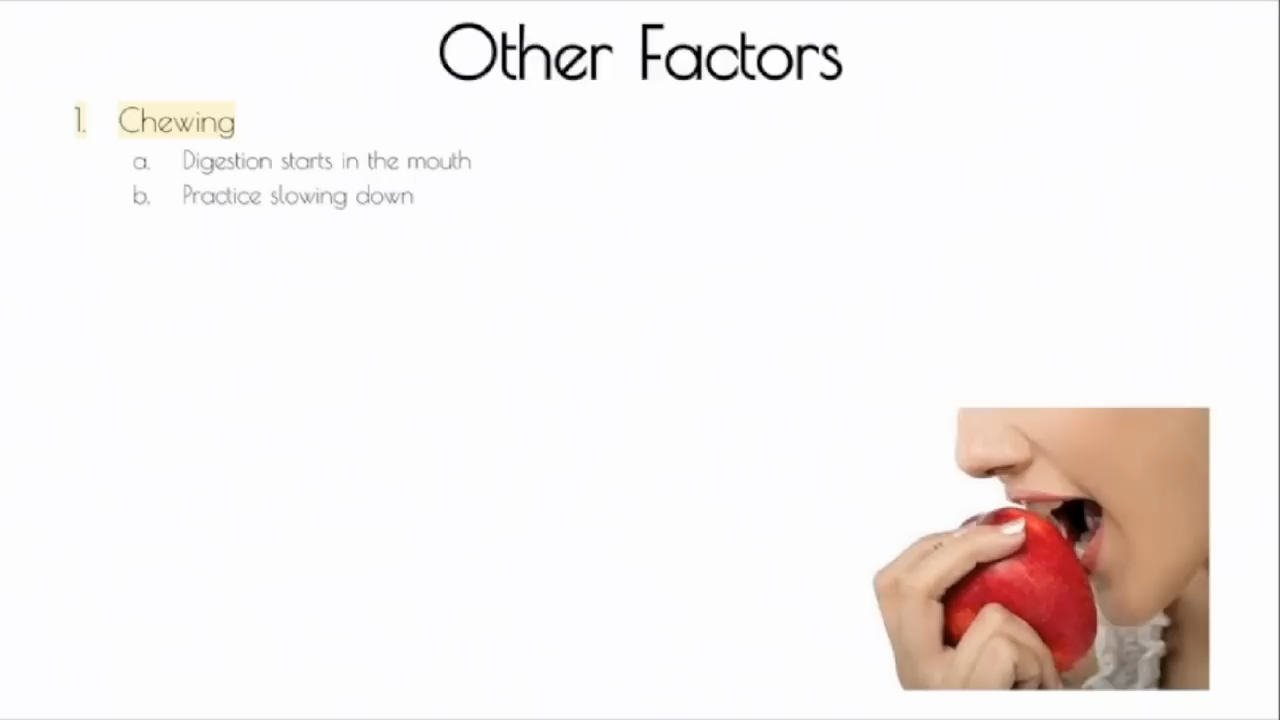 Other Factors
1. Chewing
a. Digestion starts in the mouth
b. Practice slowing down